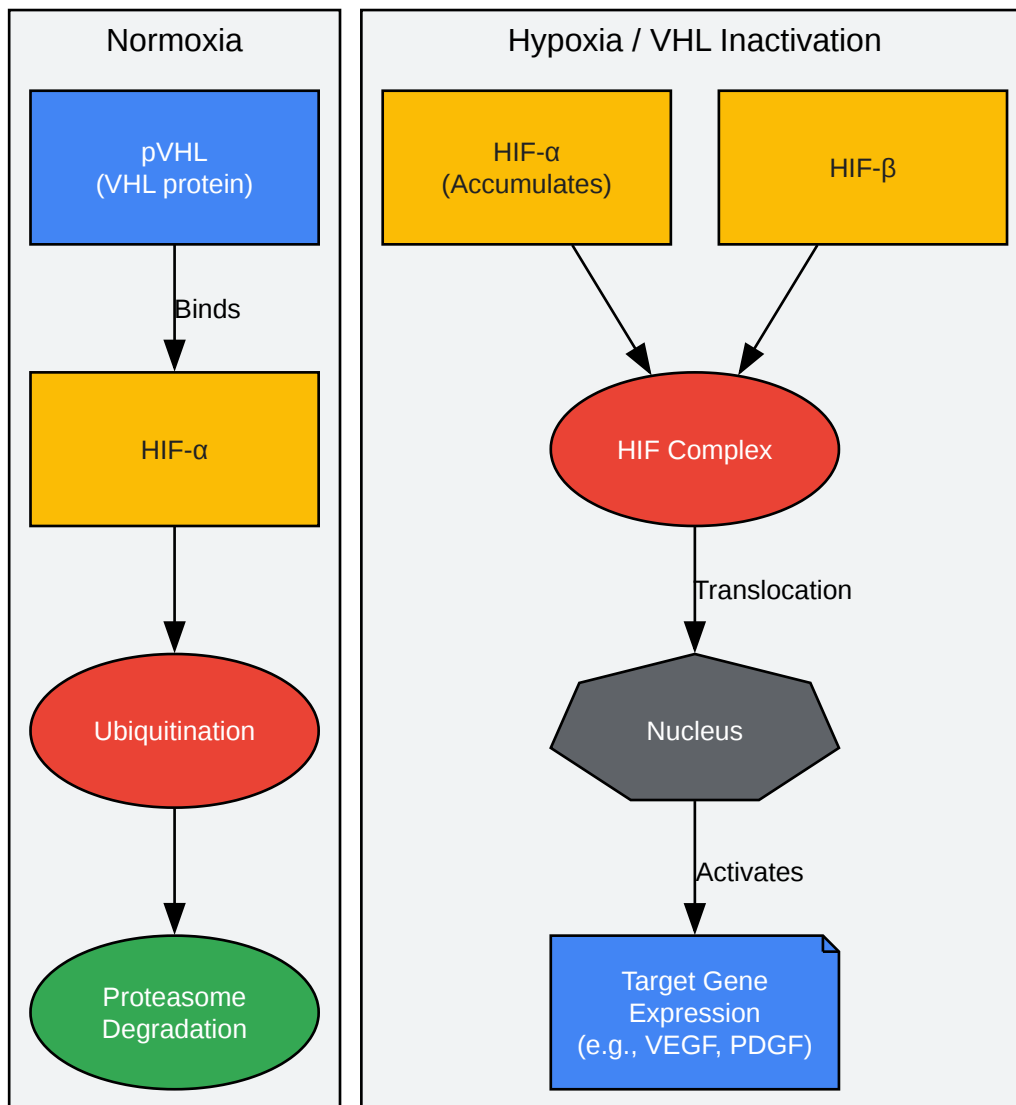 Normoxia
pVHL
(VHL protein)
Binds
HIF-α
Ubiquitination
Proteasome
Degradation
Hypoxia / VHL Inactivation
HIF-α
(Accumulates)
HIF-β
HIF Complex
Translocation
Nucleus
Activates
Target Gene
Expression
(e.g., VEGF, PDGF)